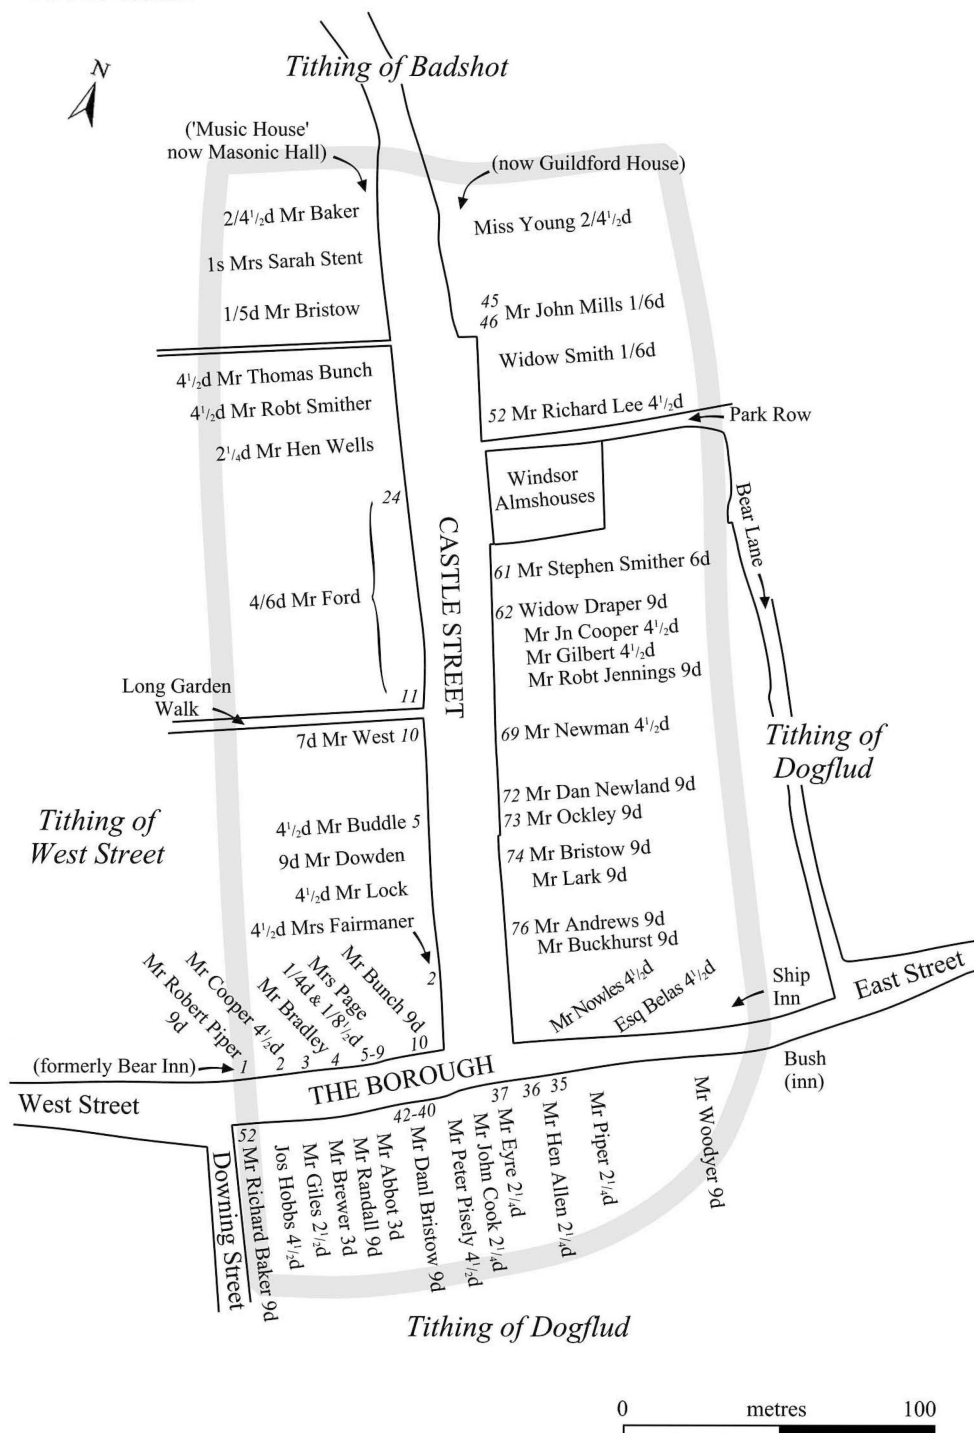 N
Tithing of Badshot
('Music House'
now Masonic Hall)
(now Guildford House)
2/4½d Mr Baker
Miss Young 2/4½d
1s Mrs Sarah Stent
1/5d Mr Bristow
45
46 Mr John Mills 1/6d
Widow Smith 1/6d
4½d Mr Thomas Bunch
4½d Mr Robt Smither
52 Mr Richard Lee 4½d
Park Row
2¼d Mr Hen Wells
Windsor
Almshouses
Bear Lane
24
4/6d Mr Ford
11
CASTLE STREET
61 Mr Stephen Smither 6d
62 Widow Draper 9d
Mr Jn Cooper 4½d
Mr Gilbert 4½d
Mr Robt Jennings 9d
Long Garden
Walk
7d Mr West 10
69 Mr Newman 4½d
Tithing of
Dogflud
72 Mr Dan Newland 9d
73 Mr Ockley 9d
Tithing of
West Street
4½d Mr Buddle 5
9d Mr Dowden
4½d Mr Lock
4½d Mrs Fairmaner
2
74 Mr Bristow 9d
Mr Lark 9d
76 Mr Andrews 9d
Mr Buckhurst 9d
Mr Nowles 4½d
Esq Belas 4½d
Ship
Inn
East Street
Mr Robert Piper
9d
Mr Cooper 4½d
Mr Bradley
Mrs Page
1/4d & 1/8½d
Mr Bunch 9d
(formerly Bear Inn)
1 2 3 4 5-9 10
THE BOROUGH
Bush
(inn)
West Street
52
42-40
37
36
35
Downing Street
Mr Richard Baker 9d
Jos Hobbs 4½d
Mr Giles 2½d
Mr Brewer 3d
Mr Randall 9d
Mr Abbot 3d
Mr Danl Bristow 9d
Mr Peter Pisely 4½d
Mr John Cook 2¼d
Mr Eyre 2¼d
Mr Hen Allen 2¼d
Mr Piper 2¼d
Mr Woodyer 9d
Tithing of Dogflud
0 metres 100